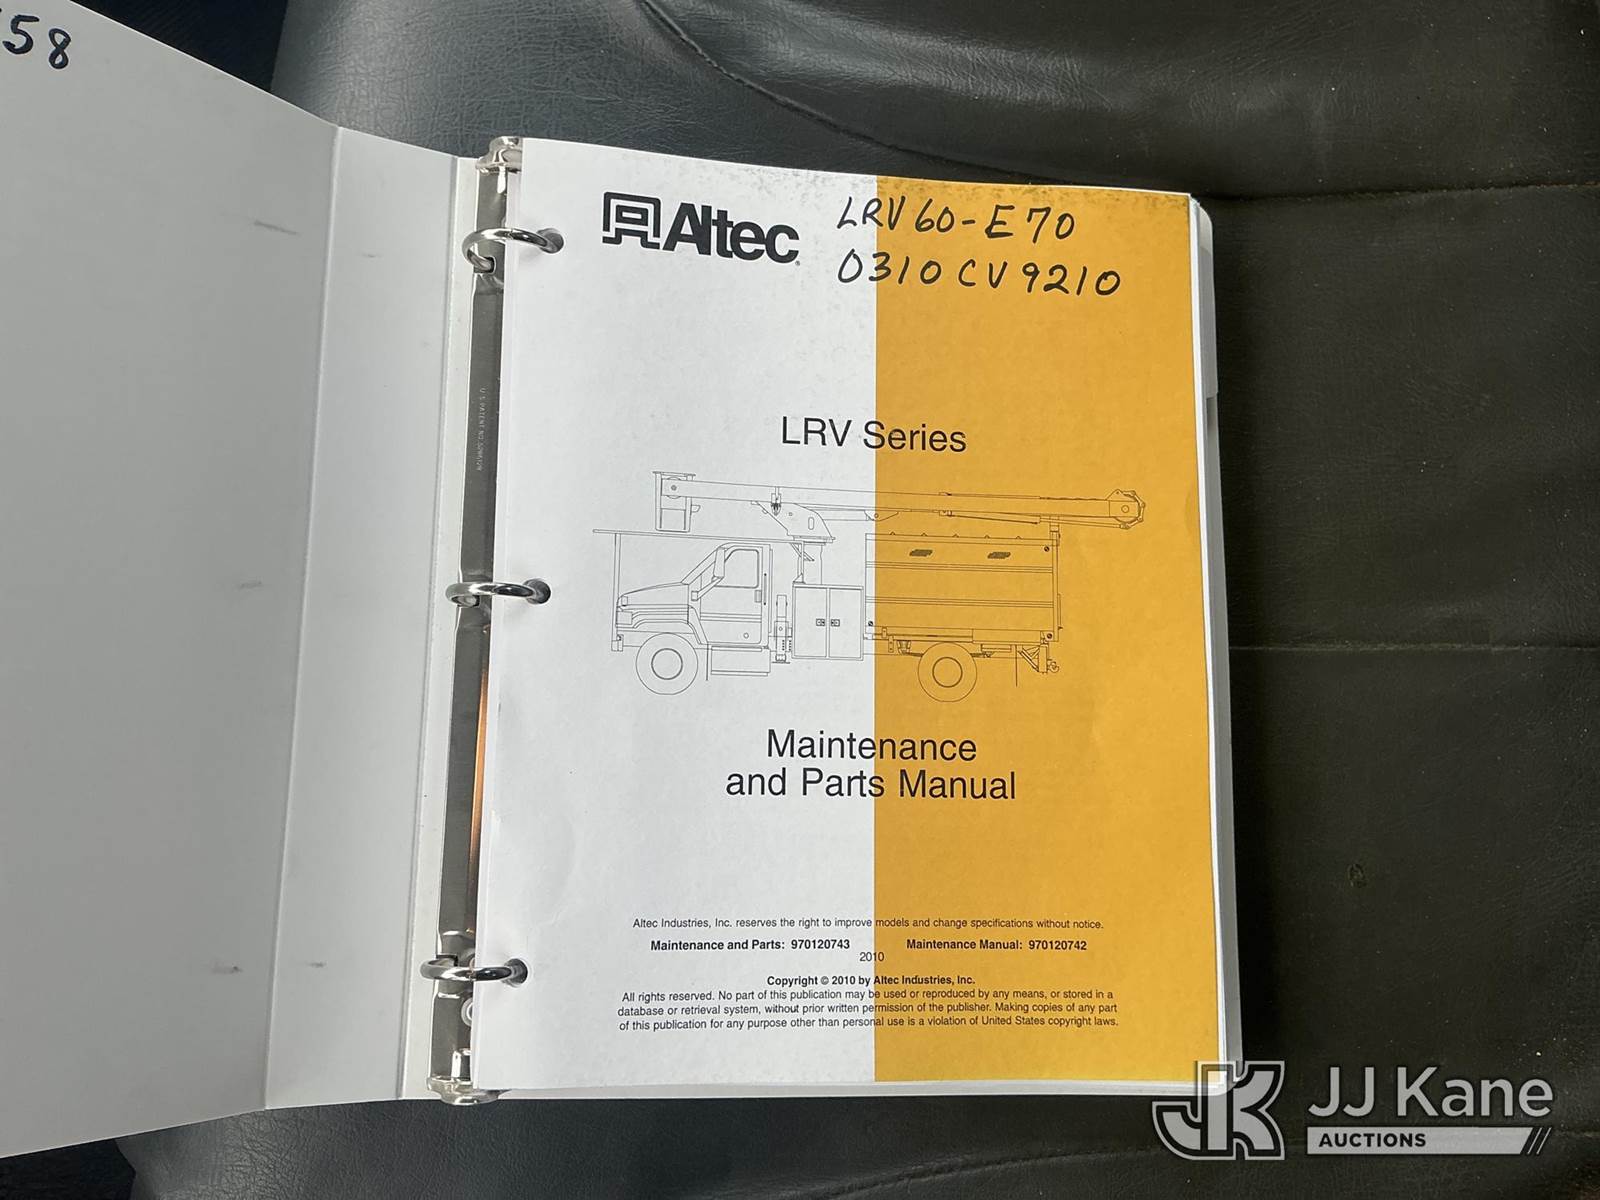 58
Altec
LRV60-E70
0310CV9210
LRV Series
Maintenance
and Parts Manual
Altec Industries, Inc. reserves the right to improve models and change specifications without notice.
Maintenance and Parts: 970120743 Maintenance Manual: 970120742
2010
Copyright © 2010 by Altec Industries, Inc.
All rights reserved. No part of this publication may be used or reproduced by any means, or stored in a
database or retrieval system, without prior written permission of the publisher. Making copies of any part
of this publication for any purpose other than personal use is a violation of United States copyright laws.
U.S. PATENT NO.
JK
JJ Kane
AUCTIONS